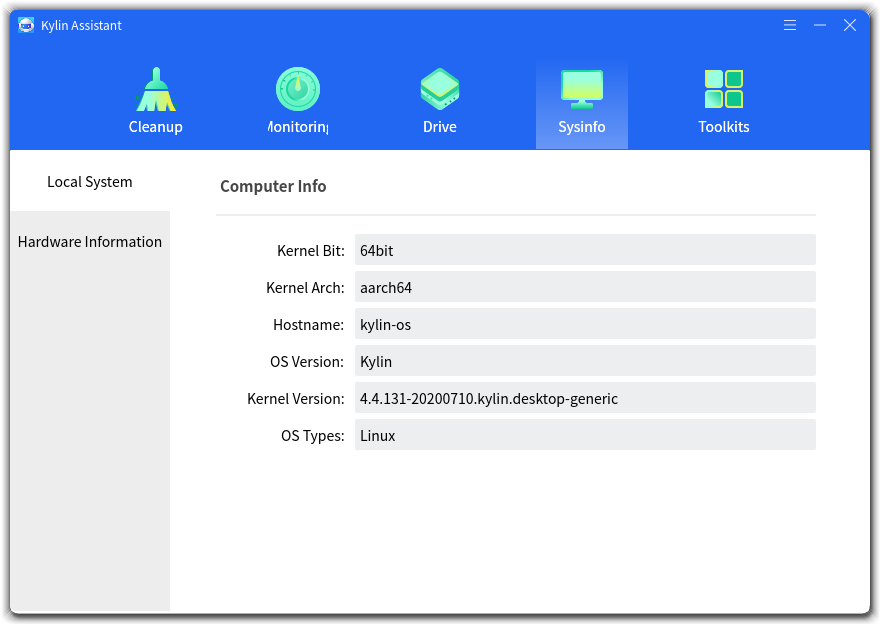 Kylin Assistant
Cleanup
Monitoring
Drive
Sysinfo
Toolkits
Local System
Hardware Information
Computer Info
Kernel Bit: 64bit
Kernel Arch: aarch64
Hostname: kylin-os
OS Version: Kylin
Kernel Version: 4.4.131-20200710.kylin.desktop-generic
OS Types: Linux